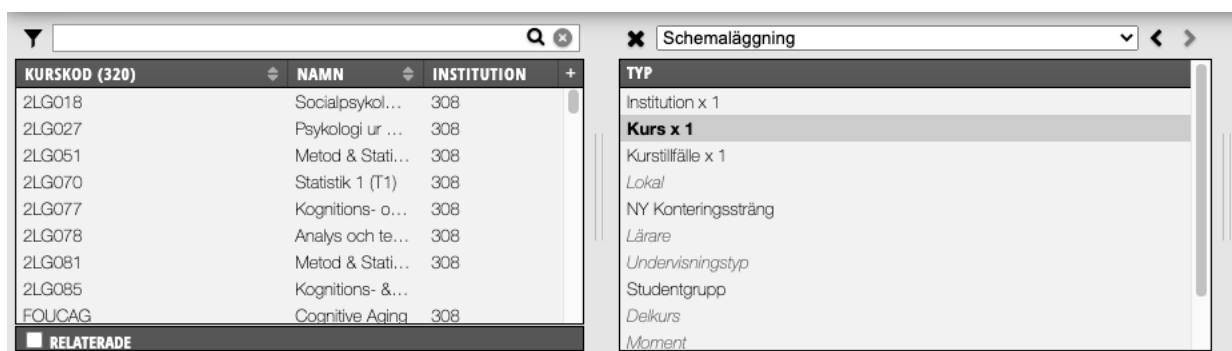 Schemaläggning
KURSKOD (320) NAMN INSTITUTION +
2LG018 Socialpsykol... 308
2LG027 Psykologi ur ... 308
2LG051 Metod & Stati... 308
2LG070 Statistik 1 (T1) 308
2LG077 Kognitions- o... 308
2LG078 Analys och te... 308
2LG081 Metod & Stati... 308
2LG085 Kognitions- &...
FOUCAG Cognitive Aging 308
RELATERADE
TYP
Institution x 1
Kurs x 1
Kurstillfälle x 1
Lokal
NY Konteringssträng
Lärare
Undervisningstyp
Studentgrupp
Delkurs
Moment